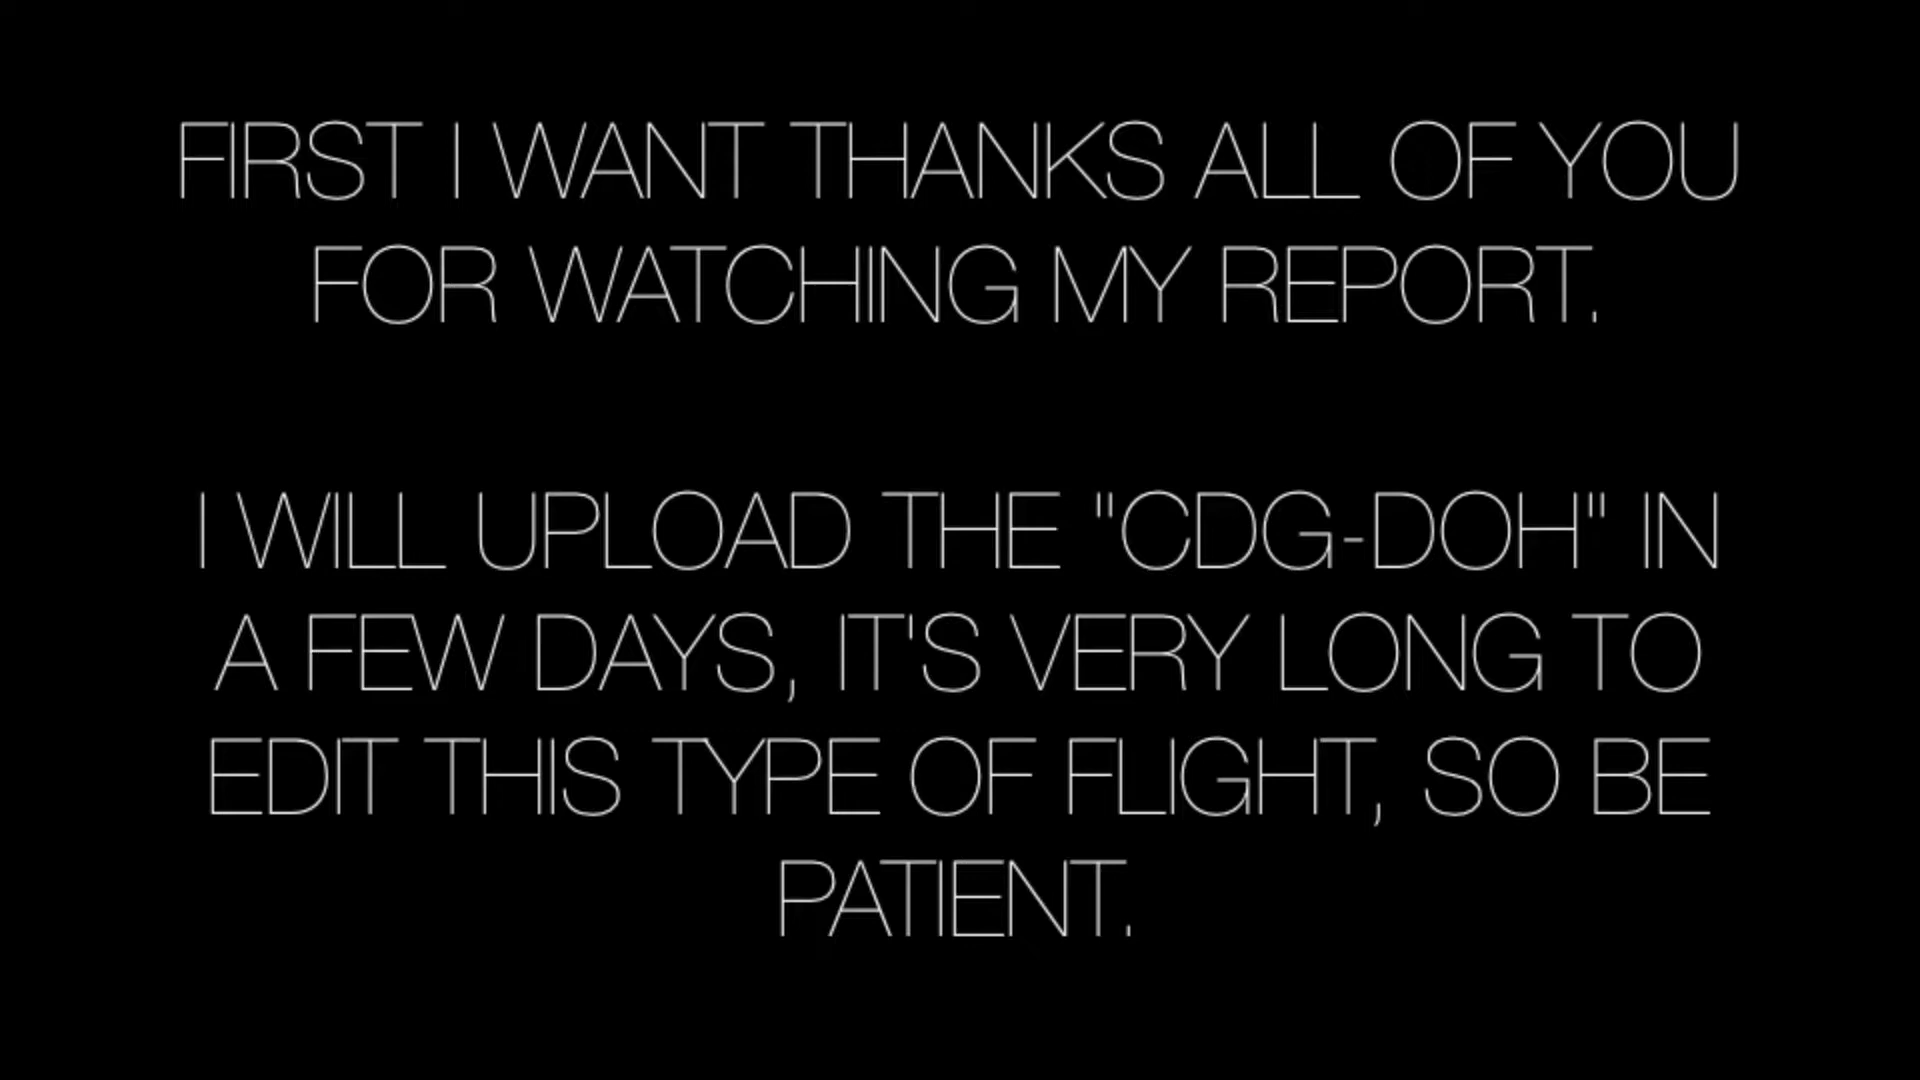 FIRST I WANT THANKS ALL OF YOU
FOR WATCHING MY REPORT.
I WILL UPLOAD THE "CDG-DOH" IN
A FEW DAYS, IT'S VERY LONG TO
EDIT THIS TYPE OF FLIGHT, SO BE
PATIENT.